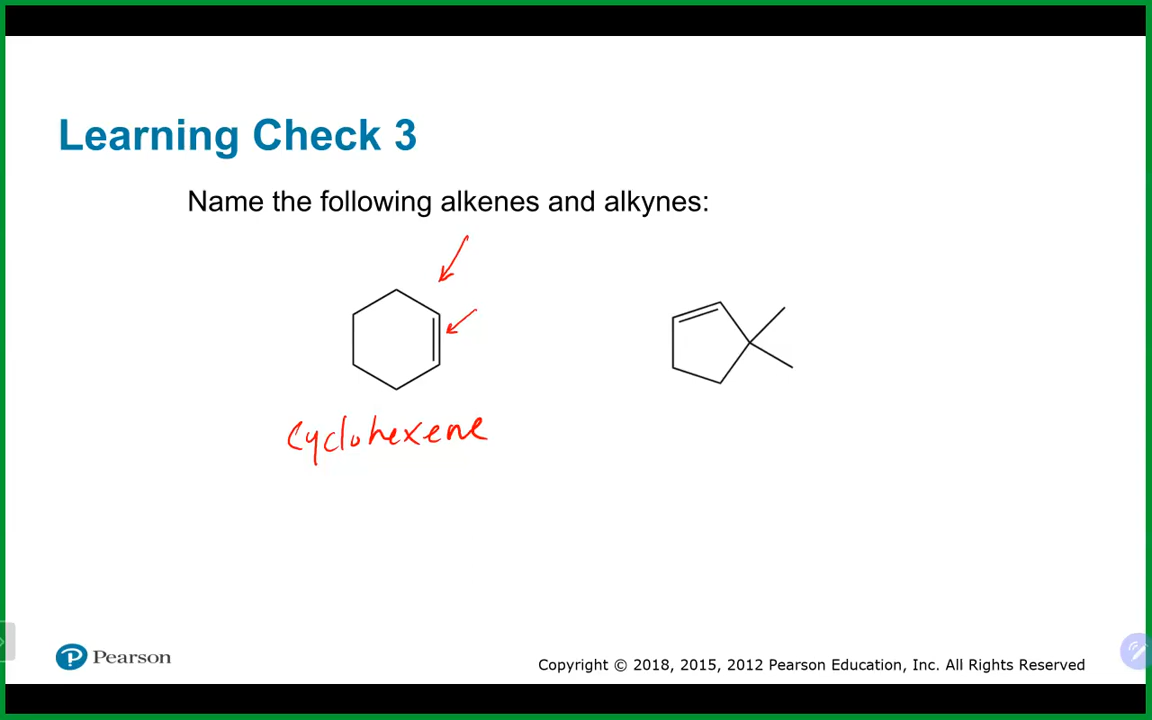 Learning Check 3
Name the following alkenes and alkynes:
cyclohexene
Pearson
Copyright © 2018, 2015, 2012 Pearson Education, Inc. All Rights Reserved